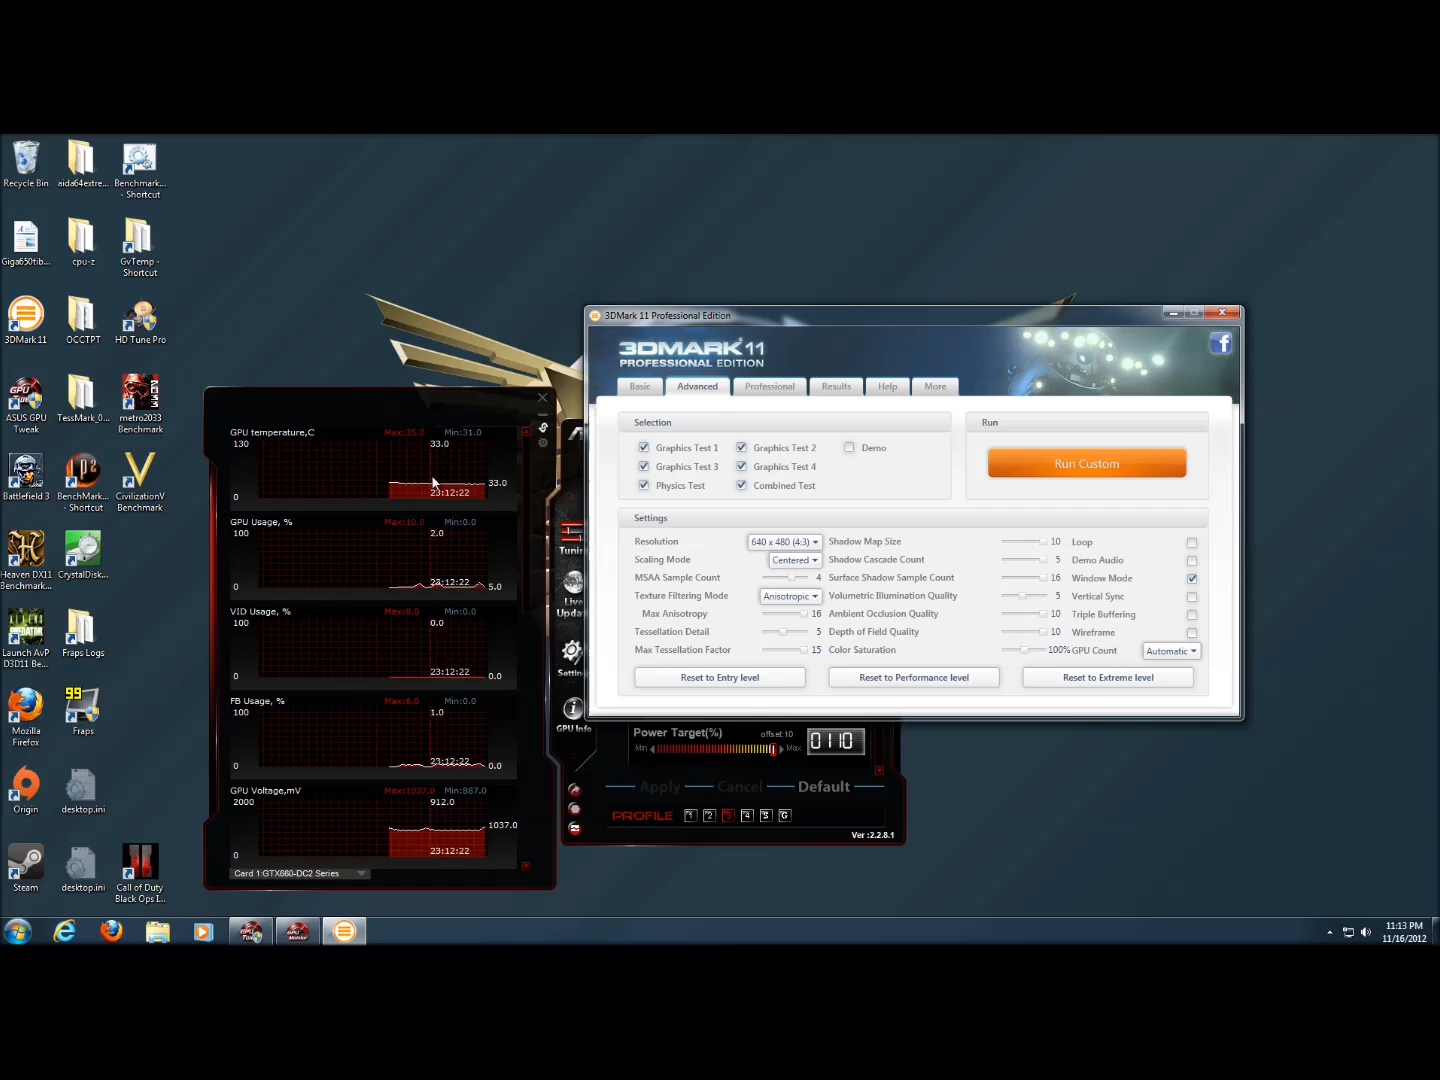 Recycle Bin
aida64extre...
Benchmark...
- Shortcut
Giga650tib...
cpu-z
GvTemp -
Shortcut
3DMark 11
OCCTPT
HD Tune Pro
ASUS GPU
Tweak
TessMark_0...
metro2033
Benchmark
Battlefield 3
BenchMark...
- Shortcut
CivilizationV
Benchmark
Heaven DX11
Benchmark...
CrystalDisk...
Launch AvP
D3D11 Be...
Fraps Logs
Mozilla
Firefox
99
Fraps
Origin
desktop.ini
Steam
desktop.ini
Call of Duty
Black Ops I...
GPU temperature,C
Max:35.0
Min:31.0
130
33.0
33.0
0
23:12:22
GPU Usage, %
Max:10.0
Min:0.0
100
2.0
0
23:12:22
5.0
VID Usage, %
Max:0.0
Min:0.0
100
0.0
0
23:12:22
0.0
FB Usage, %
Max:6.0
Min:0.0
100
1.0
0
23:12:22
0.0
GPU Voltage,mV
Max:1037.0
Min:887.0
2000
912.0
1037.0
0
23:12:22
Card 1:GTX660-DC2 Series
Tuni
Live
Upda
Settin
GPU Info
3DMark 11 Professional Edition
3DMARK 11
PROFESSIONAL EDITION
f
Basic
Advanced
Professional
Results
Help
More
Selection
Graphics Test 1
Graphics Test 2
Demo
Graphics Test 3
Graphics Test 4
Physics Test
Combined Test
Run
Run Custom
Settings
Resolution
640 x 480 (4:3)
Shadow Map Size
10
Loop
Scaling Mode
Centered
Shadow Cascade Count
5
Demo Audio
MSAA Sample Count
4
Surface Shadow Sample Count
16
Window Mode
Texture Filtering Mode
Anisotropic
Volumetric Illumination Quality
5
Vertical Sync
Max Anisotropy
16
Ambient Occlusion Quality
10
Triple Buffering
Tessellation Detail
5
Depth of Field Quality
10
Wireframe
Max Tessellation Factor
15
Color Saturation
100%
GPU Count
Automatic
Reset to Entry level
Reset to Performance level
Reset to Extreme level
Power Target(%)
offset:10
Min
Max
0110
Apply
Cancel
Default
PROFILE
Ver :2.2.8.1
11:13 PM
11/16/2012